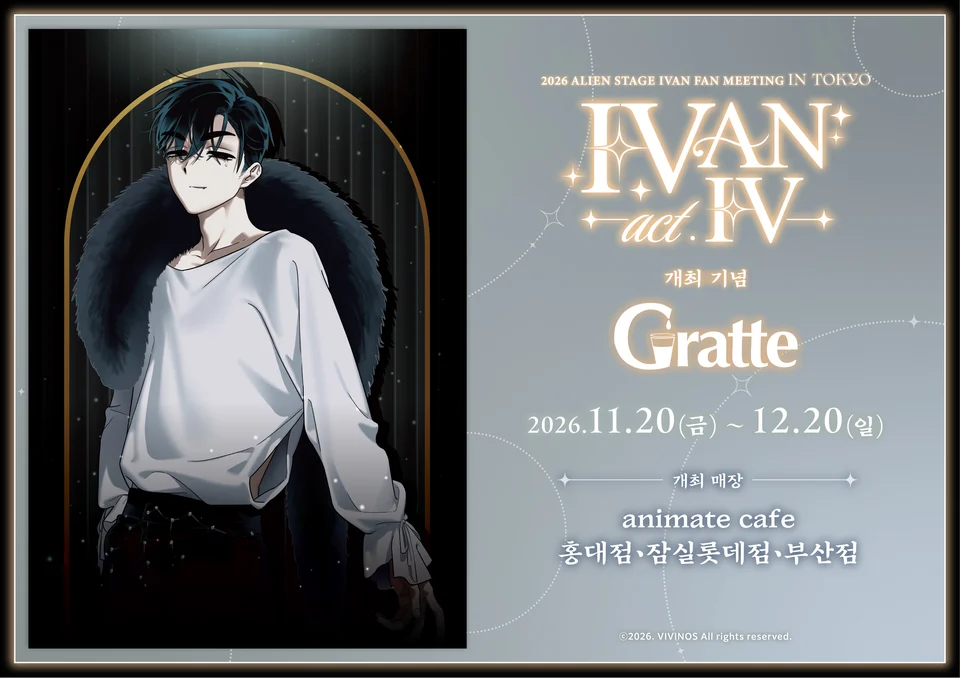 2026 ALIEN STAGE IVAN FAN MEETING IN TOKYO
IVAN
act. IV
개최 기념
Gratte
2026.11.20(금) ~ 12.20(일)
개최 매장
animate cafe
홍대점、잠실롯데점、부산점
©2026. VIVINOS All rights reserved.